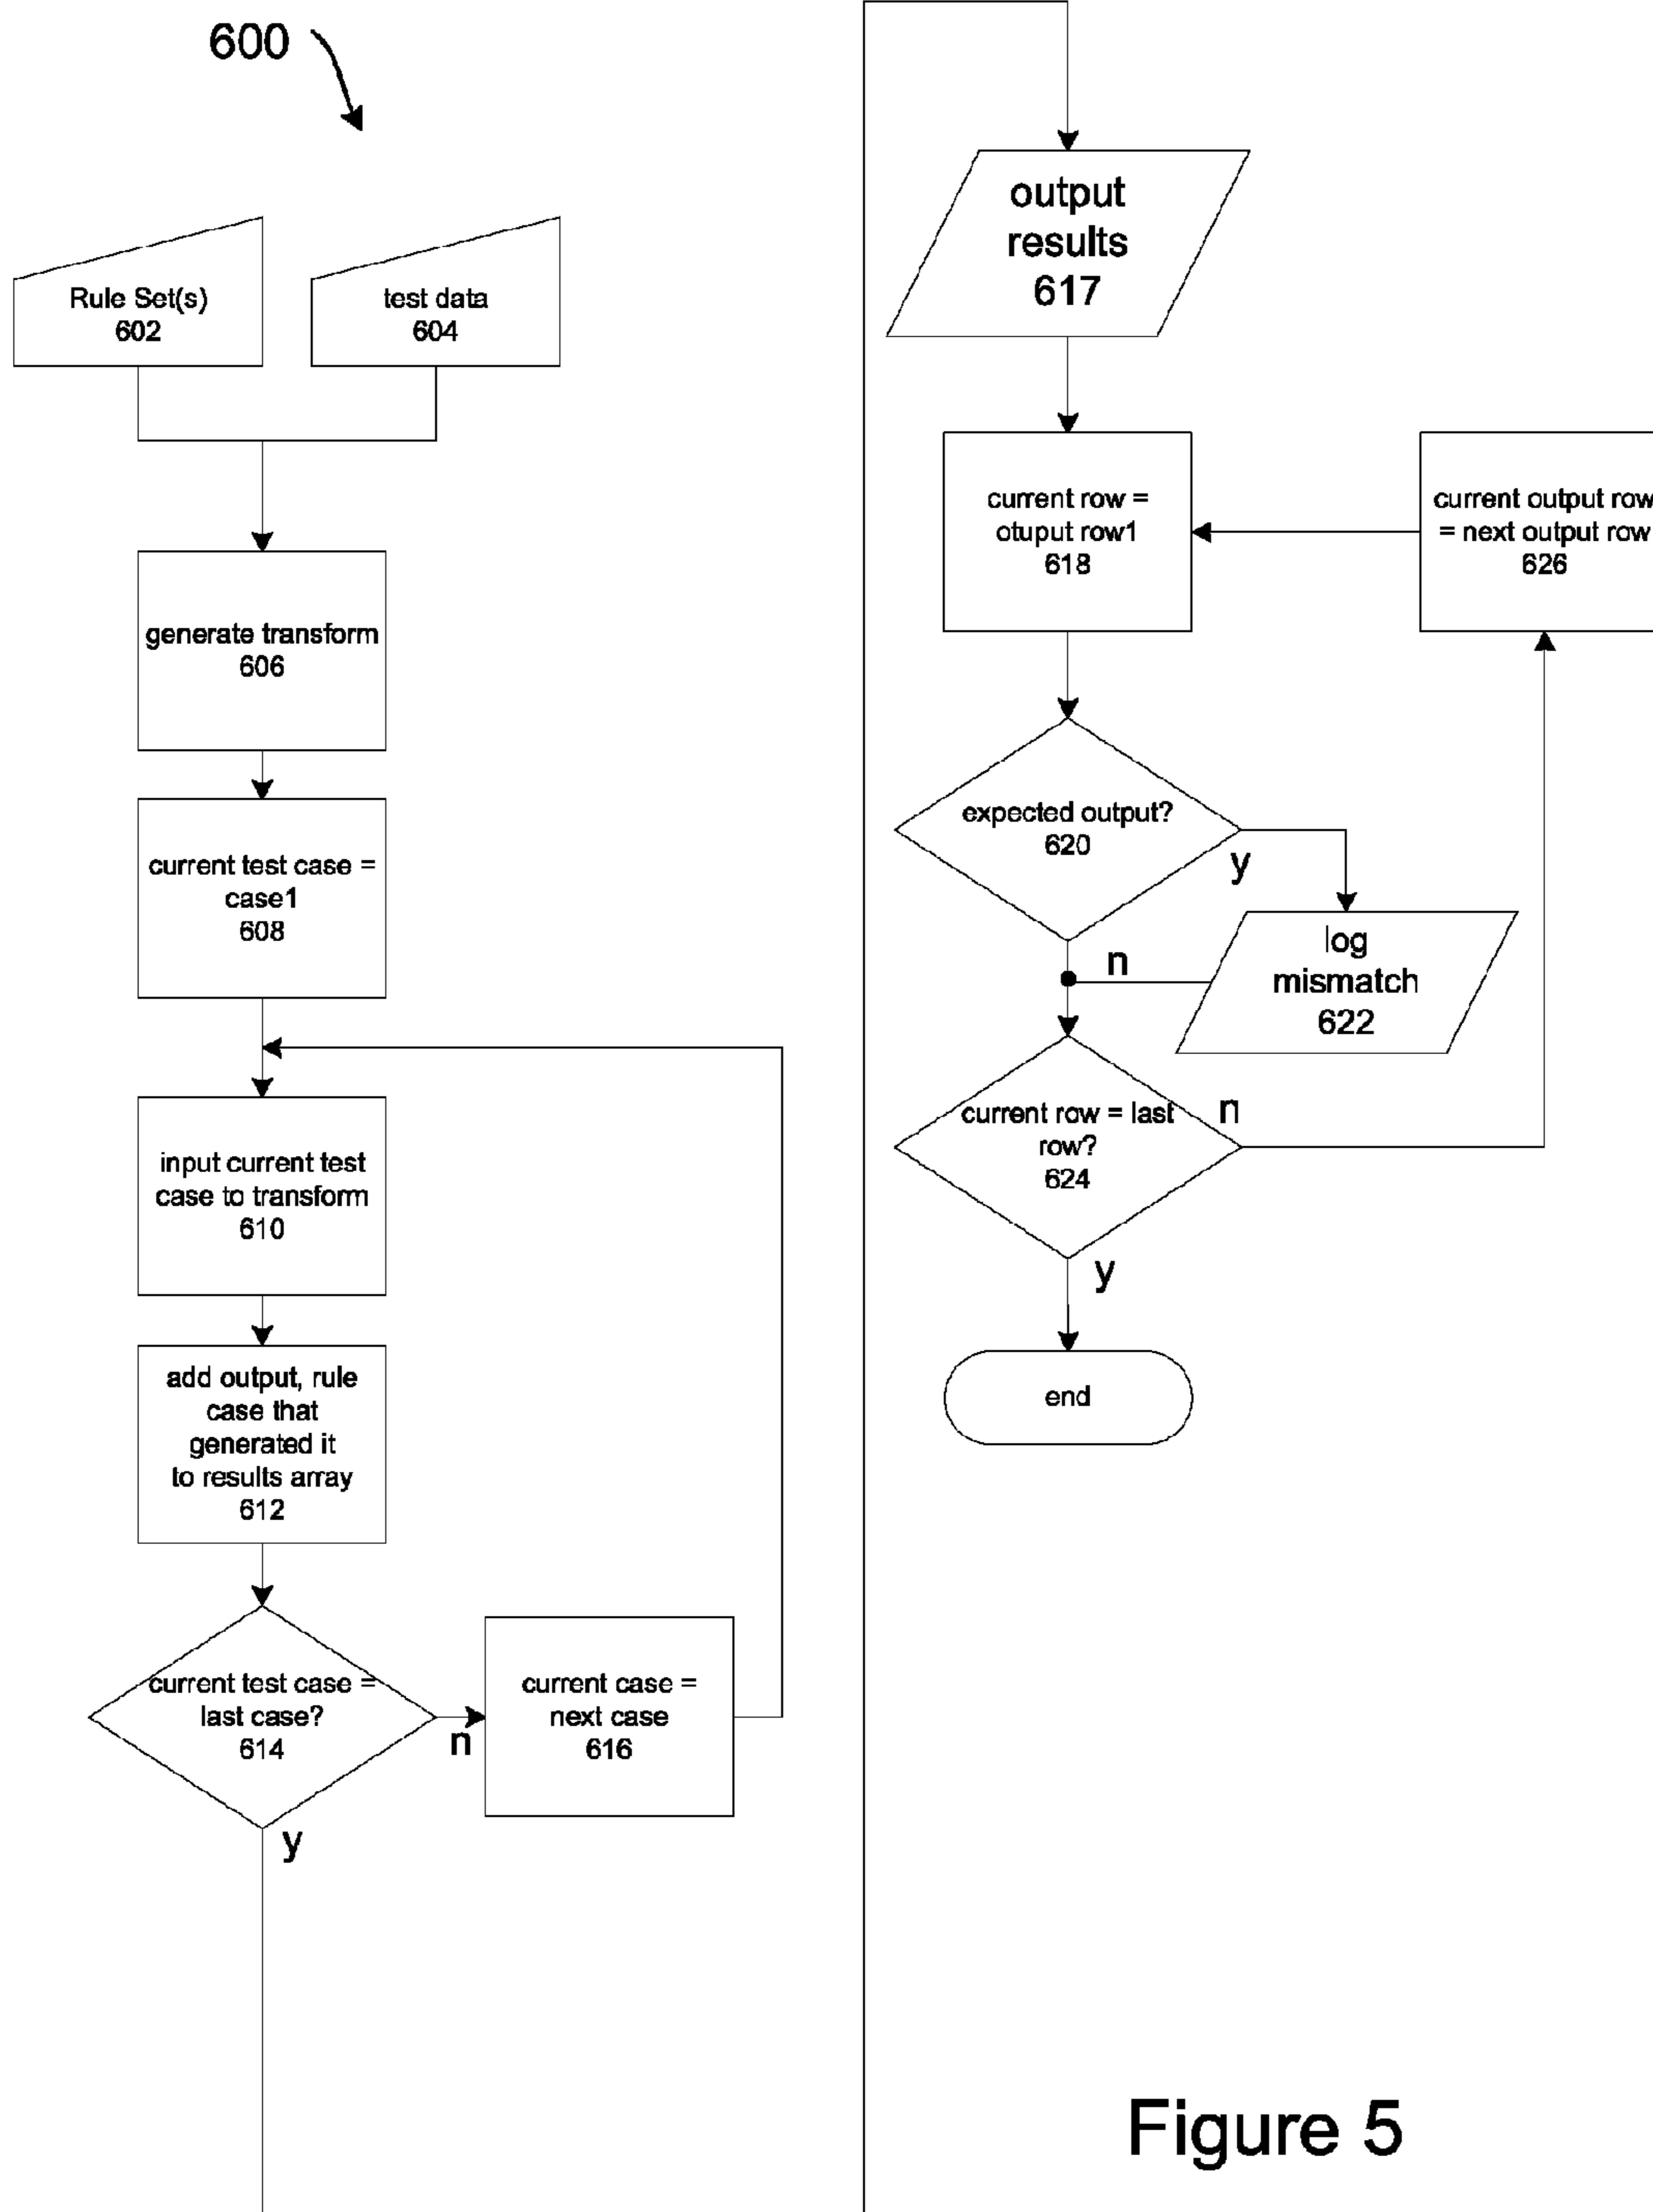 600
Rule Set(s)
602
test data
604
generate transform
606
current test case =
case1
608
input current test
case to transform
610
add output, rule
case that
generated it
to results array
612
current test case =
last case?
614
n
y
current case =
next case
616
output
results
617
current row =
otuput row1
618
current output row
= next output row
626
expected output?
620
y
n
log
mismatch
622
current row = last
row?
624
n
y
end
Figure 5